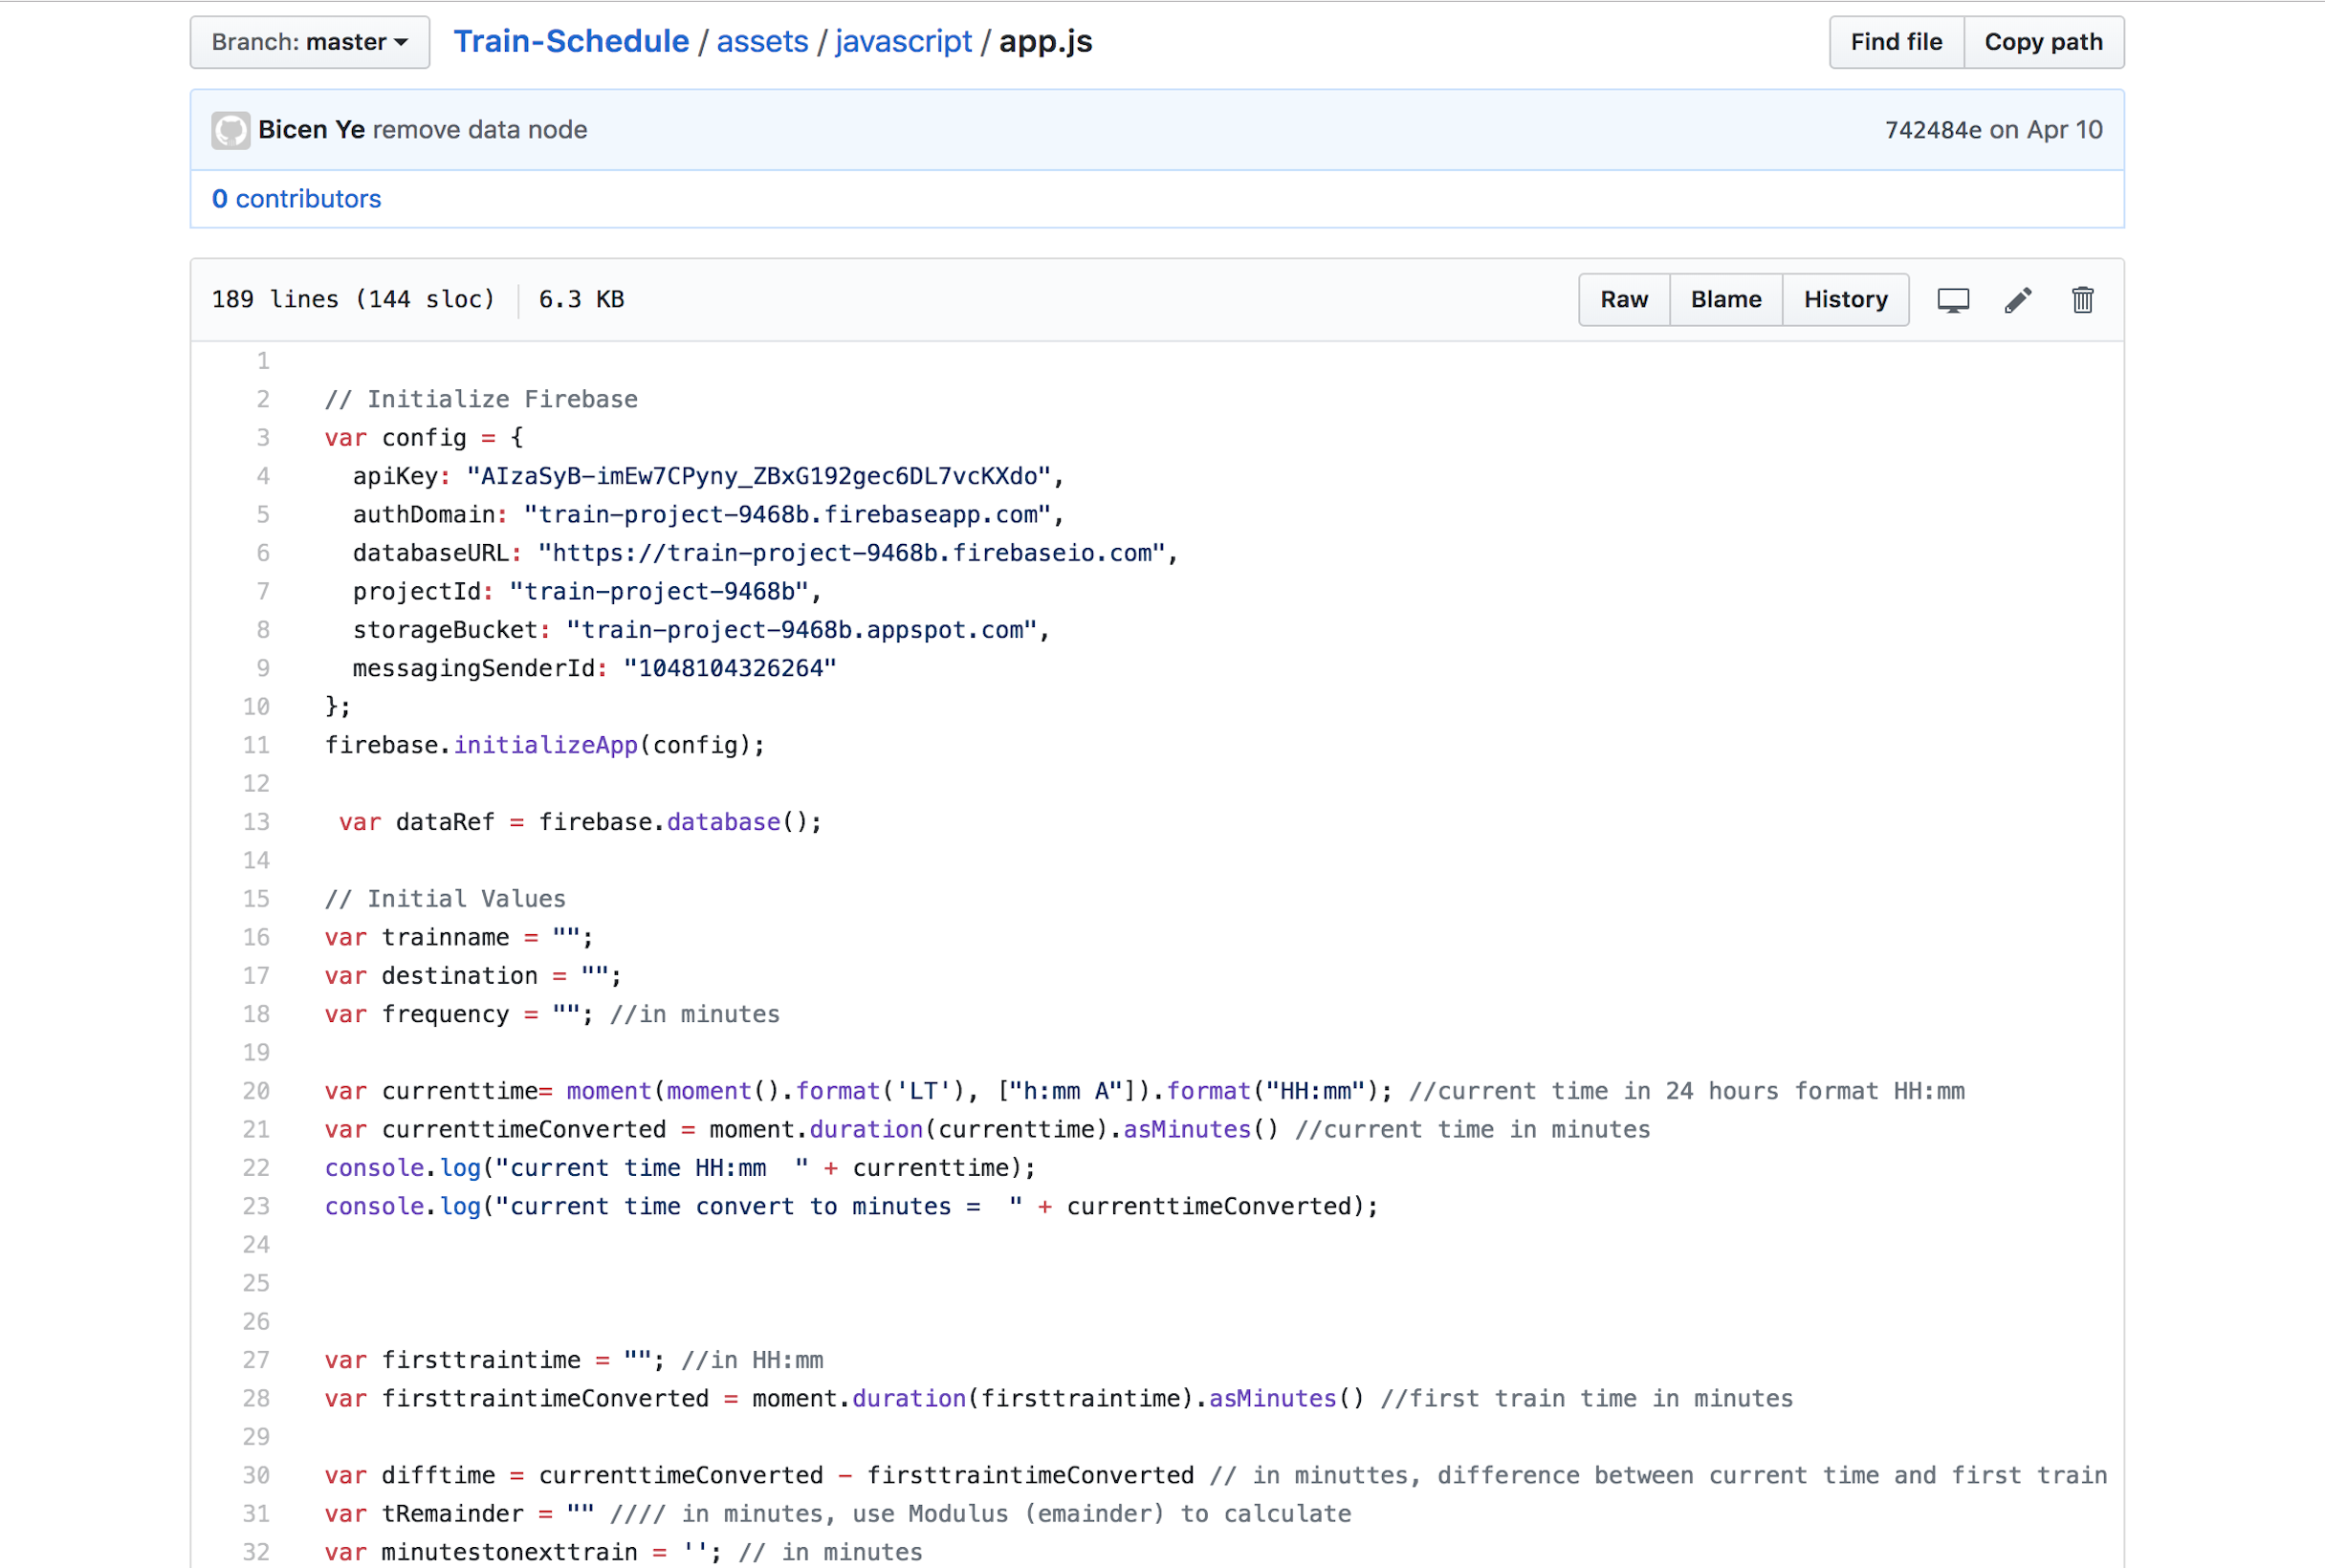 Branch: master
Train-Schedule / assets / javascript / app.js
Find file
Copy path
Bicen Ye remove data node
742484e on Apr 10
0 contributors
189 lines (144 sloc) 6.3 KB
Raw
Blame
History
1
2 // Initialize Firebase
3 var config = {
4 apiKey: "AIzaSyB-imEw7CPyny_ZBxG192gec6DL7vcKXdo",
5 authDomain: "train-project-9468b.firebaseapp.com",
6 databaseURL: "https://train-project-9468b.firebaseio.com",
7 projectId: "train-project-9468b",
8 storageBucket: "train-project-9468b.appspot.com",
9 messagingSenderId: "1048104326264"
10 };
11 firebase.initializeApp(config);
12
13 var dataRef = firebase.database();
14
15 // Initial Values
16 var trainname = "";
17 var destination = "";
18 var frequency = ""; //in minutes
19
20 var currenttime= moment(moment().format('LT'), ["h:mm A"]).format("HH:mm"); //current time in 24 hours format HH:mm
21 var currenttimeConverted = moment.duration(currenttime).asMinutes() //current time in minutes
22 console.log("current time HH:mm  " + currenttime);
23 console.log("current time convert to minutes =  " + currenttimeConverted);
24
25
26
27 var firsttraintime = ""; //in HH:mm
28 var firsttraintimeConverted = moment.duration(firsttraintime).asMinutes() //first train time in minutes
29
30 var difftime = currenttimeConverted - firsttraintimeConverted // in minuttes, difference between current time and first train
31 var tRemainder = "" //// in minutes, use Modulus (emainder) to calculate
32 var minutestonexttrain = ''; // in minutes